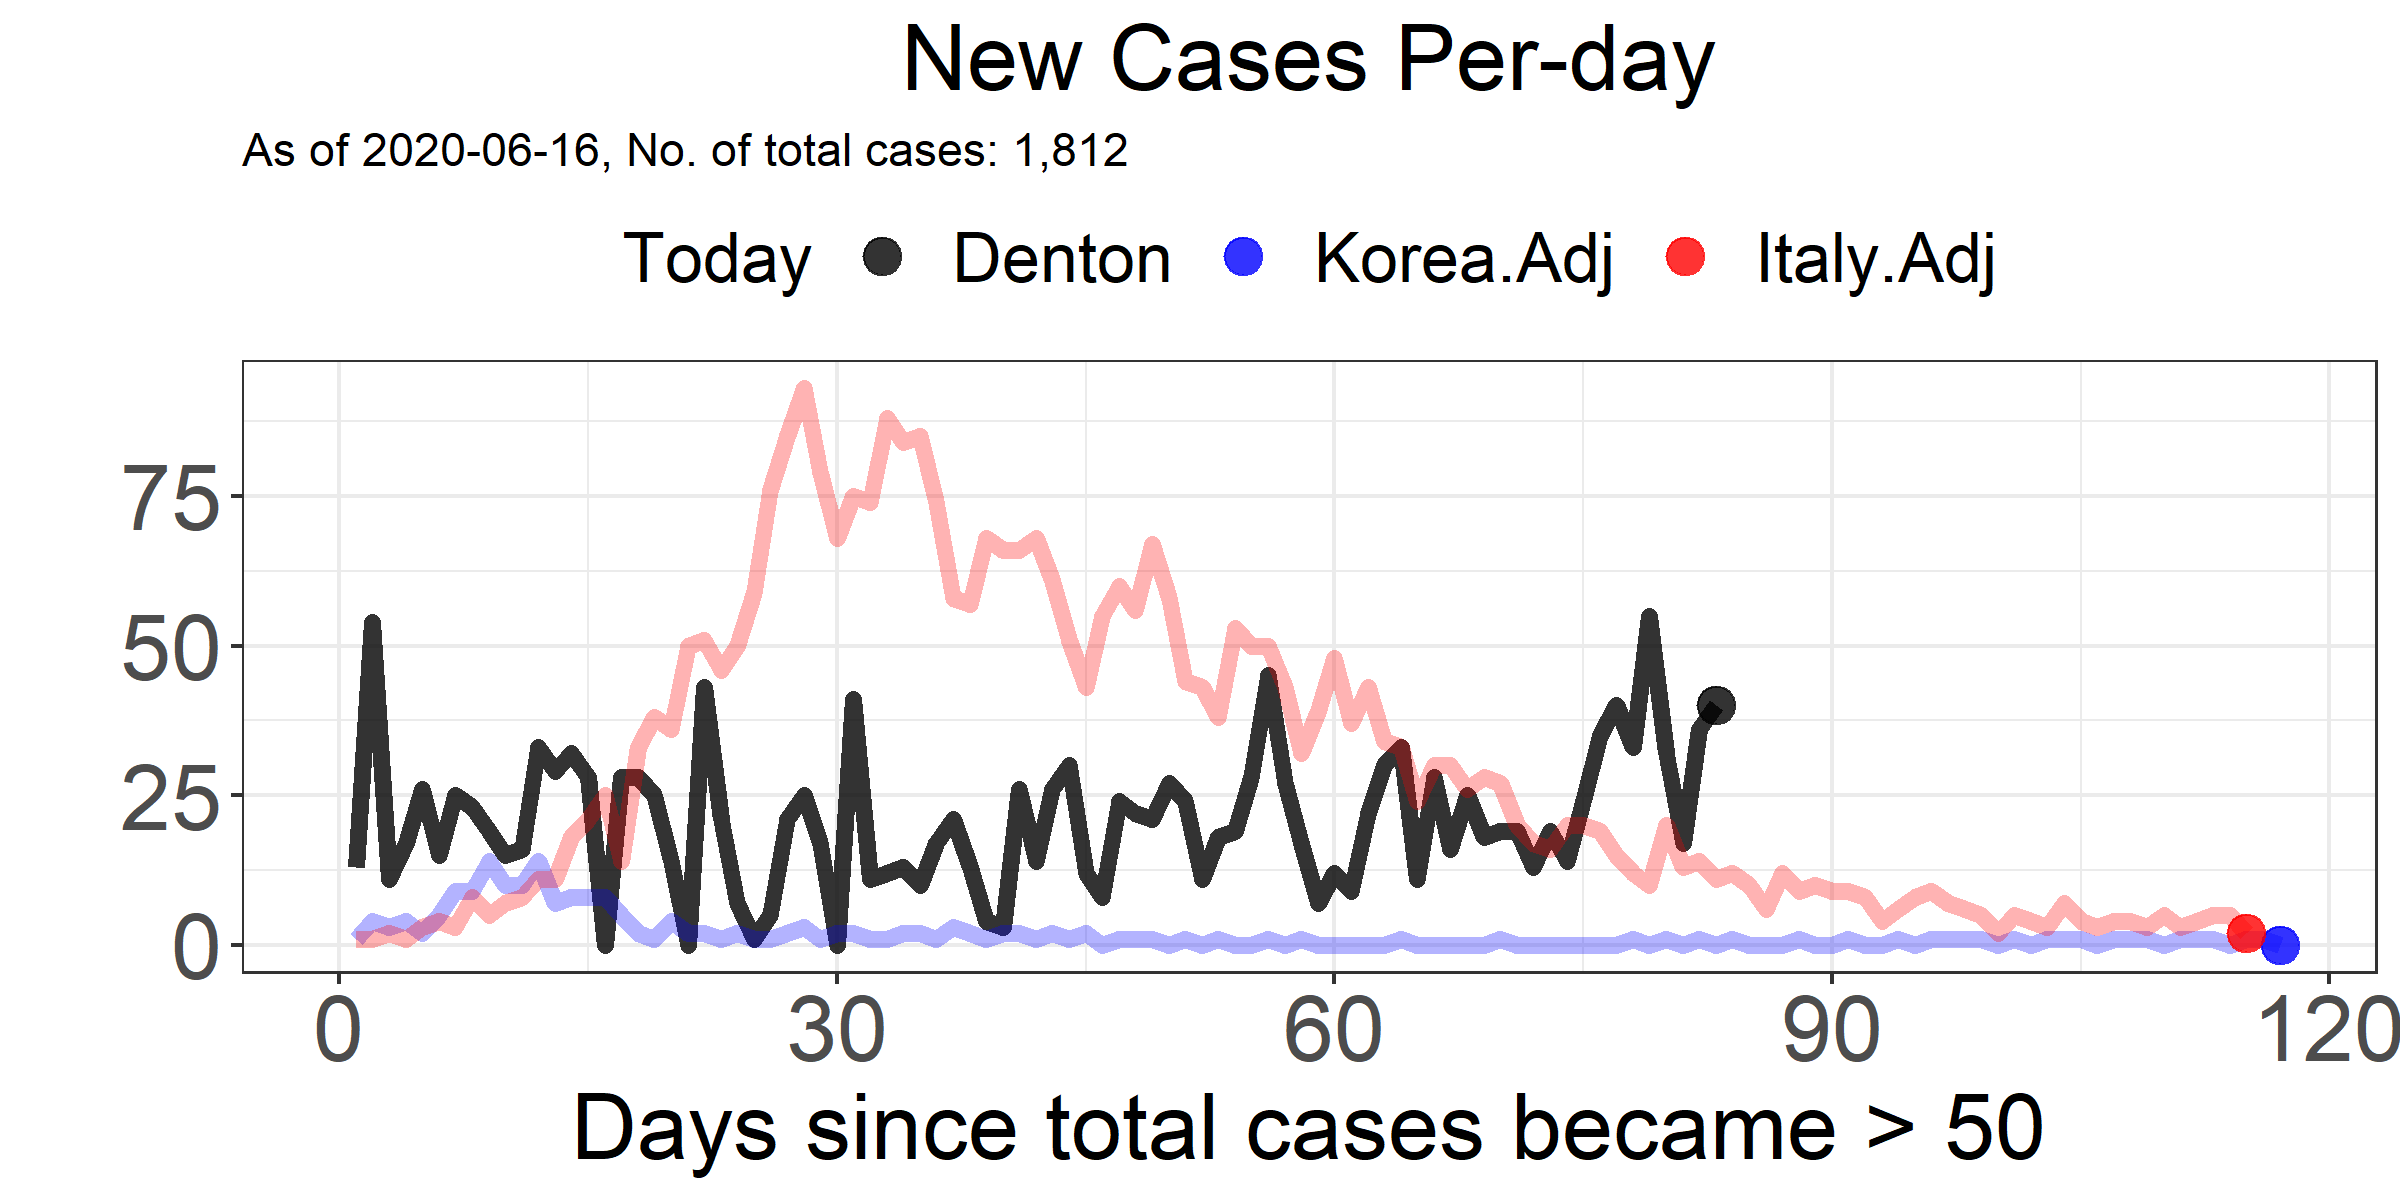 New Cases Per-day
As of 2020-06-16, No. of total cases: 1,812
Today Denton Korea.Adj Italy.Adj
75
50
25
0
0 30 60 90 120
Days since total cases became > 50